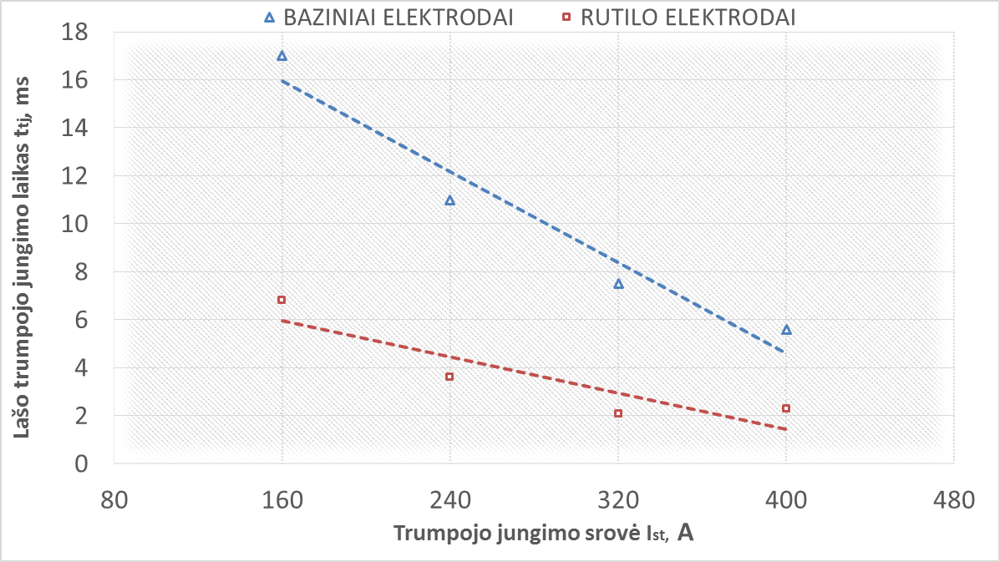 BAZINIAI ELEKTRODAI RUTILO ELEKTRODAI
Lašo trumpojo jungimo laikas ttj, ms
18
16
14
12
10
8
6
4
2
0
80 160 240 320 400 480
Trumpojo jungimo srovė Ist, A